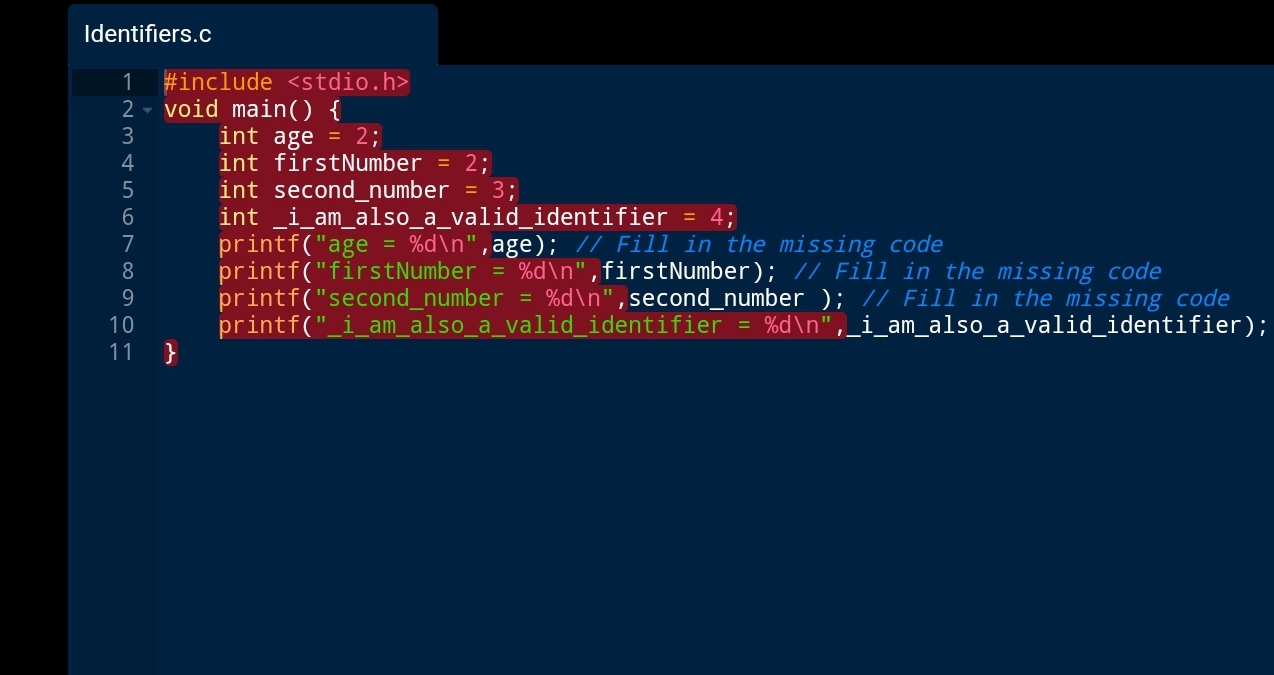 Identifiers.c
1 #include <stdio.h>
2 void main() {
3 int age = 2;
4 int firstNumber = 2;
5 int second_number = 3;
6 int _i_am_also_a_valid_identifier = 4;
7 printf("age = %d\n",age); // Fill in the missing code
8 printf("firstNumber = %d\n",firstNumber); // Fill in the missing code
9 printf("second_number = %d\n",second_number ); // Fill in the missing code
10 printf("_i_am_also_a_valid_identifier = %d\n",_i_am_also_a_valid_identifier);
11 }